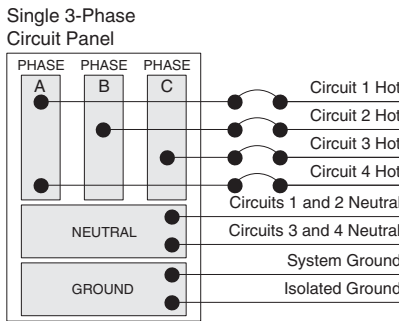 Single 3-Phase
Circuit Panel
PHASE PHASE PHASE
A B C
Circuit 1 Hot
Circuit 2 Hot
Circuit 3 Hot
Circuit 4 Hot
Circuits 1 and 2 Neutral
NEUTRAL
Circuits 3 and 4 Neutral
System Ground
GROUND
Isolated Ground